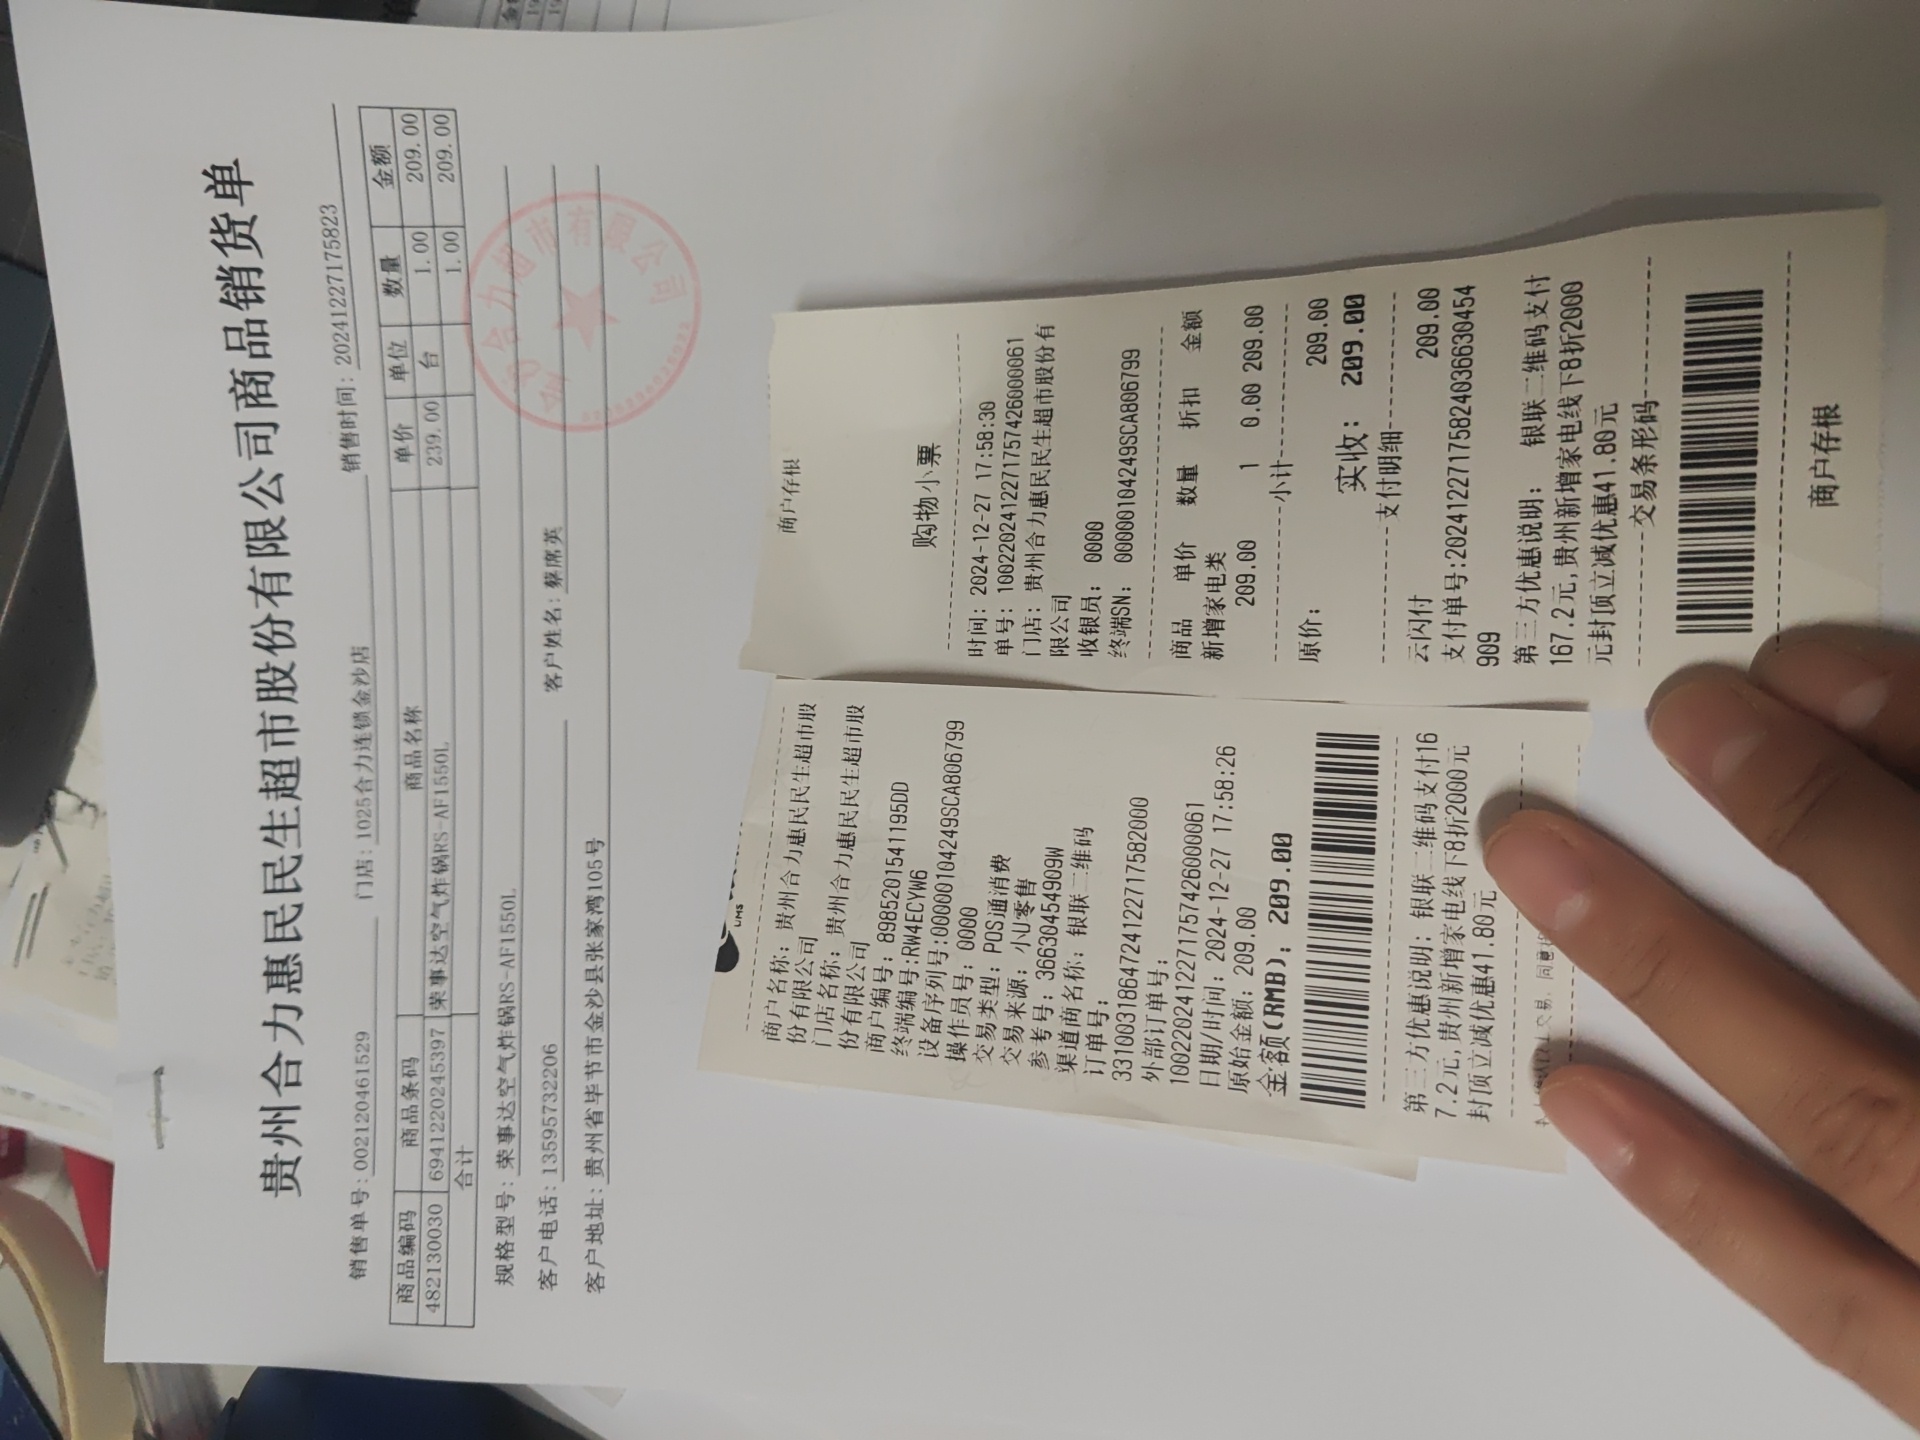 贵州合力惠民民生超市股份有限公司商品销货单
销售单号: 002120461529 门店: 1025合力连锁金沙店 销售时间: 20241227175823
商品编码 商品条码 商品名称 单价 单位 数量 金额
482130030 6941220245397 荣事达空气炸锅RS-AF1550L 239.00 台 1.00 209.00
合计 1.00 209.00
规格型号: 荣事达空气炸锅RS-AF1550L
客户电话: 13595732206 客户姓名: 蔡席英
客户地址: 贵州省毕节市金沙县张家湾105号
金沙合力超市有限公司
商户名称: 贵州合力惠民民生超市股
份有限公司
门店名称: 贵州合力惠民民生超市股
份有限公司
商户编号: 89852015411195DD
终端编号:RW4ECYW6
设备序列号:00000104249SCA806799
操作员号: 0000
交易类型: POS通消费
交易来源: 小U零售
参考号: 36630454909W
渠道商名称: 银联二维码
订单号:
33100318647241227175820​00
外部订单号:
10022024122717574260000​61
日期/时间: 2024-12-27 17:58:26
原始金额: 209.00
金额(RMB): 209.00
第三方优惠说明: 银联二维码支付16
7.2元,贵州新增家电线下8折2000元
封顶立减优惠41.80元
商户存根
购物小票
时间: 2024-12-27 17:58:30
单号: 1002202412271757426000061
门店: 贵州合力惠民民生超市股份有
限公司
收银员: 0000
终端SN: 00000104249SCA806799
商品 单价 数量 折扣 金额
新增家电类
209.00 1 0.00 209.00
小计
原价: 209.00
实收: 209.00
支付明细
云闪付 209.00
支付单号:20241227175824036630454
909
第三方优惠说明: 银联二维码支付
167.2元,贵州新增家电线下8折2000
元封顶立减优惠41.80元
交易条形码
商户存根